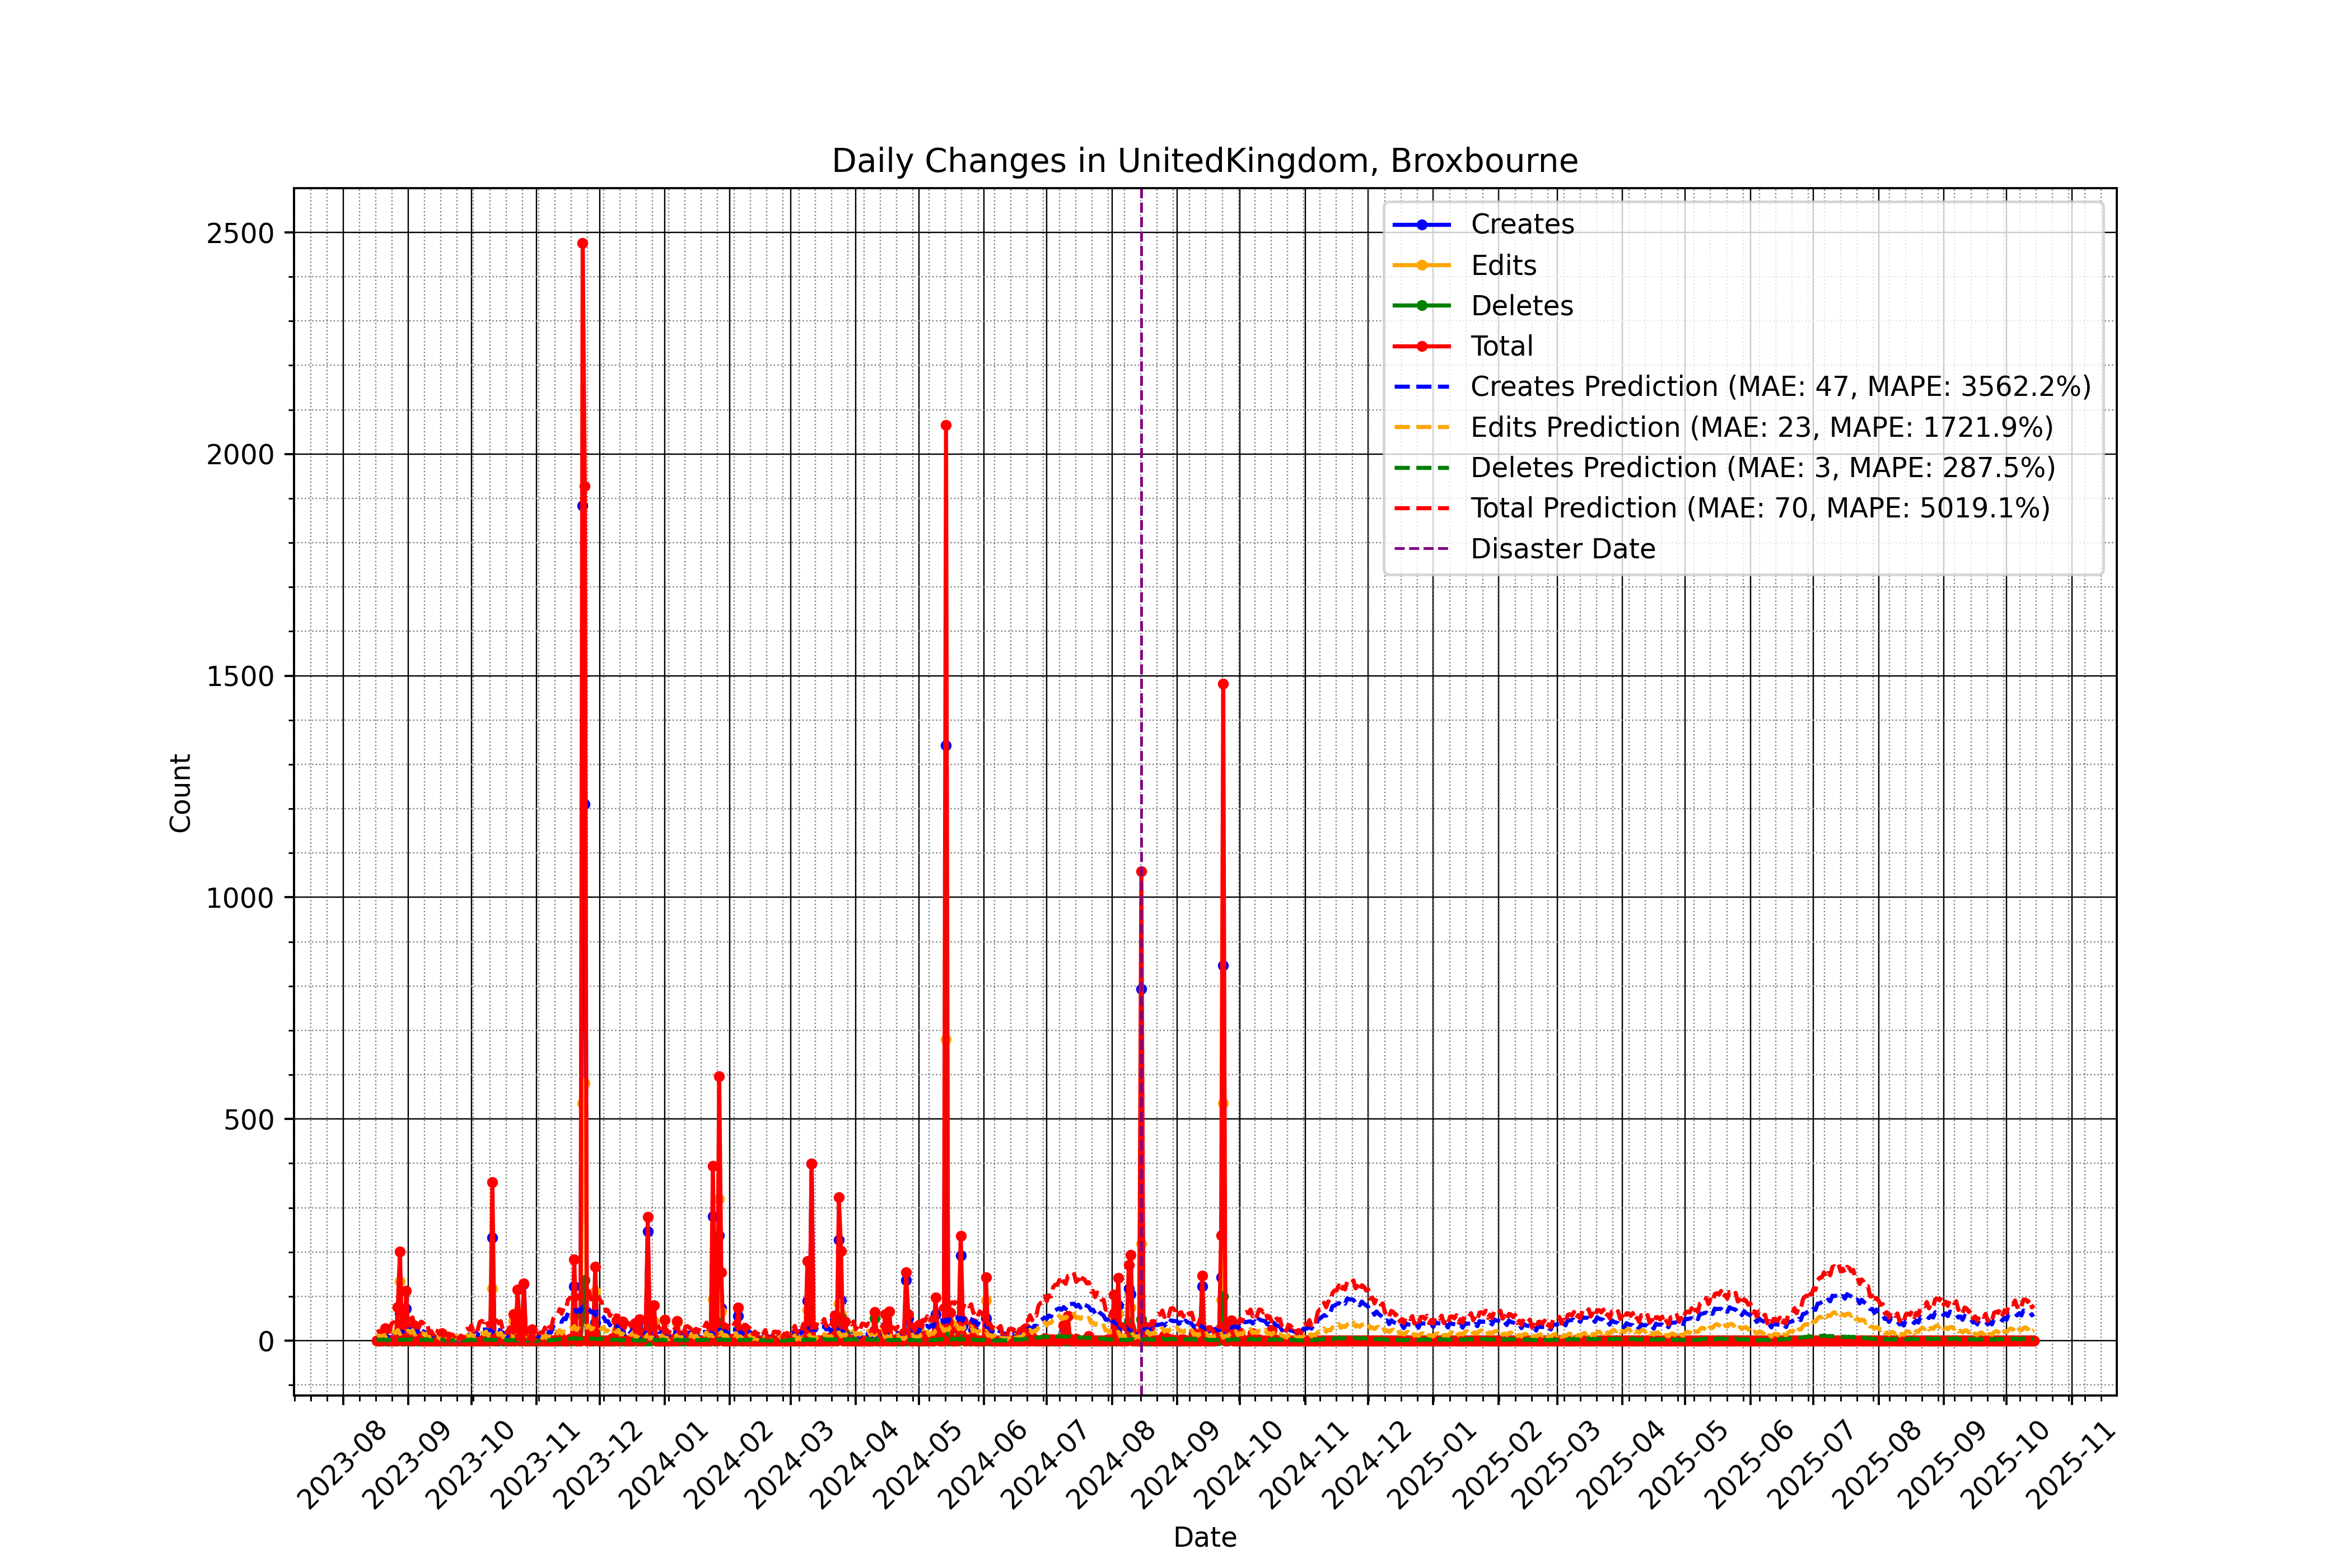 Daily Changes in UnitedKingdom, Broxbourne
2500
2000
1500
1000
500
0
Count
Creates
Edits
Deletes
Total
Creates Prediction (MAE: 47, MAPE: 3562.2%)
Edits Prediction (MAE: 23, MAPE: 1721.9%)
Deletes Prediction (MAE: 3, MAPE: 287.5%)
Total Prediction (MAE: 70, MAPE: 5019.1%)
Disaster Date
2023-08
2023-09
2023-10
2023-11
2023-12
2024-01
2024-02
2024-03
2024-04
2024-05
2024-06
2024-07
2024-08
2024-09
2024-10
2024-11
2024-12
2025-01
2025-02
2025-03
2025-04
2025-05
2025-06
2025-07
2025-08
2025-09
2025-10
2025-11
Date